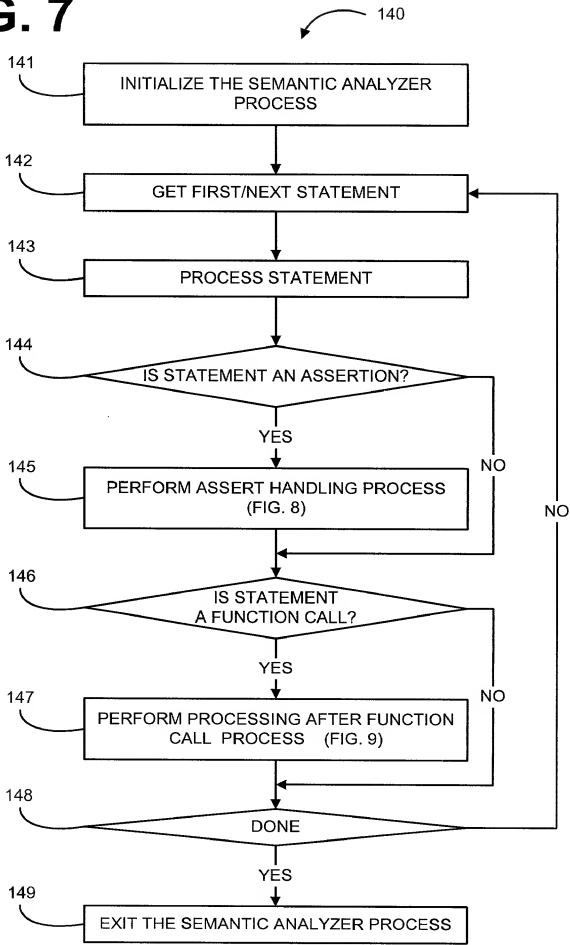 G. 7
140
141
INITIALIZE THE SEMANTIC ANALYZER
PROCESS
142
GET FIRST/NEXT STATEMENT
143
PROCESS STATEMENT
144
IS STATEMENT AN ASSERTION?
YES
NO
145
PERFORM ASSERT HANDLING PROCESS
(FIG. 8)
NO
146
IS STATEMENT
A FUNCTION CALL?
YES
NO
147
PERFORM PROCESSING AFTER FUNCTION
CALL PROCESS (FIG. 9)
148
DONE
YES
149
EXIT THE SEMANTIC ANALYZER PROCESS